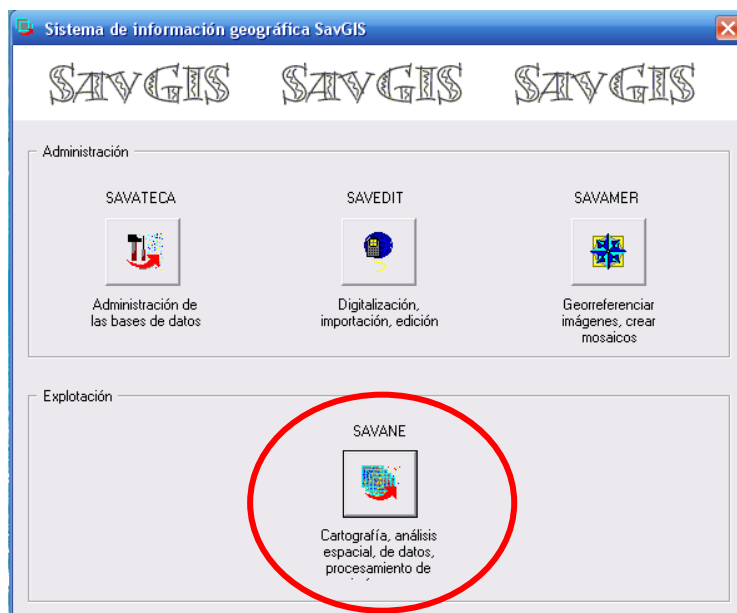 Sistema de información geográfica SavGIS
SAVGIS SAVGIS SAVGIS
Administración
SAVATECA
SAVEDIT
SAVAMER
Administración de
las bases de datos
Digitalización,
importación, edición
Georreferenciar
imágenes, crear
mosaicos
Explotación
SAVANE
Cartografía, análisis
espacial, de datos,
procesamiento de